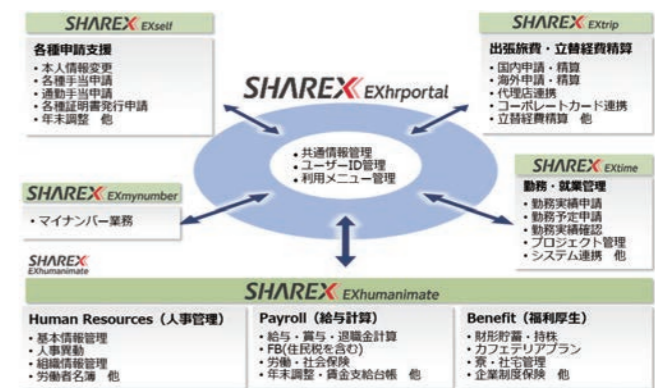 SHAREX EXself
各種申請支援
・本人情報変更
・各種手当申請
・通勤手当申請
・各種証明書発行申請
・年末調整 他
SHAREX EXtrip
出張旅費・立替経費精算
・国内申請・精算
・海外申請・精算
・代理店連携
・コーポレートカード連携
・立替経費精算 他
SHAREX EXhrportal
・共通情報管理
・ユーザーID管理
・利用メニュー管理
SHAREX EXmynumber
・マイナンバー業務
SHAREX EXtime
勤務・就業管理
・勤務実績申請
・勤務予定申請
・勤務実績確認
・プロジェクト管理
・システム連携 他
SHAREX
EXhumanimate
SHAREX EXhumanimate
Human Resources(人事管理)
・基本情報管理
・人事異動
・組織情報管理
・労働者名簿 他
Payroll(給与計算)
・給与・賞与・退職金計算
・FB(住民税を含む)
・労働・社会保険
・年末調整・賃金支給台帳 他
Benefit(福利厚生)
・財形貯蓄・持株
・カフェテリアプラン
・寮・社宅管理
・企業制度保険 他